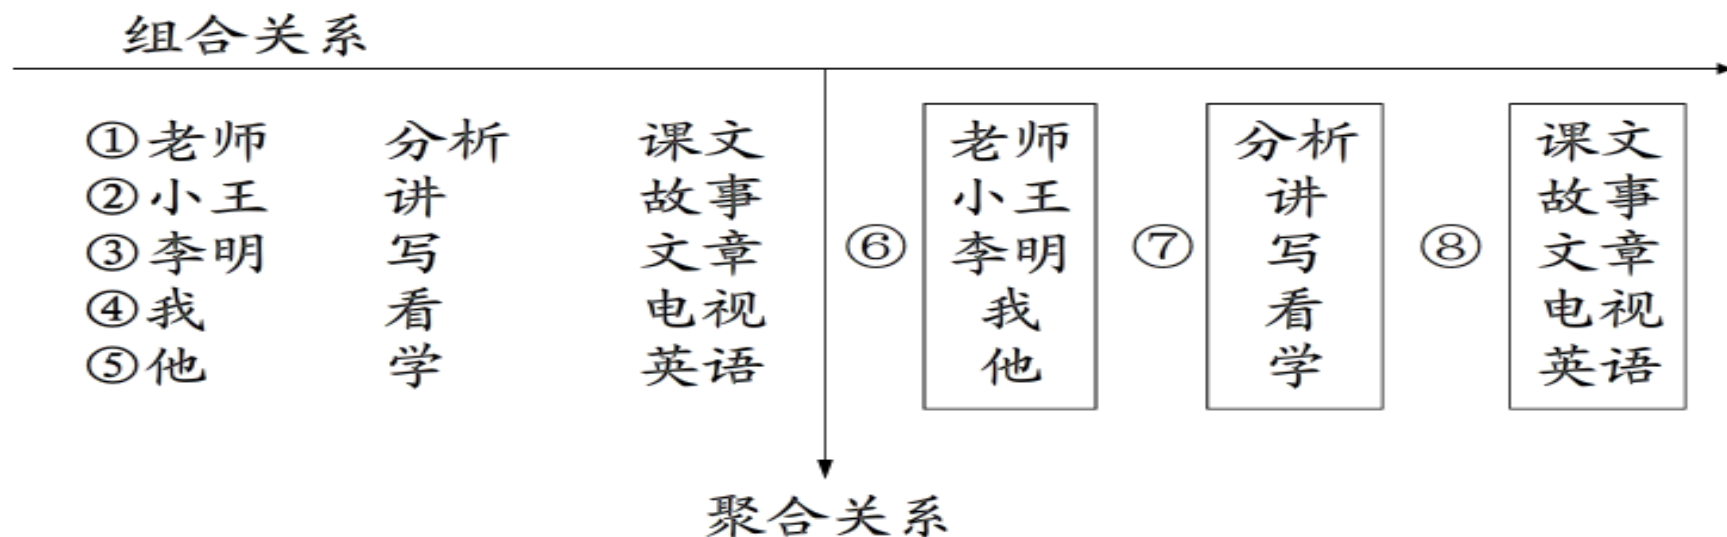 组合关系
①老师 分析 课文 老师 分析 课文
②小王 讲 故事 小王 讲 故事
③李明 写 文章 ⑥ 李明 ⑦ 写 ⑧ 文章
④我 看 电视 我 看 电视
⑤他 学 英语 他 学 英语
聚合关系